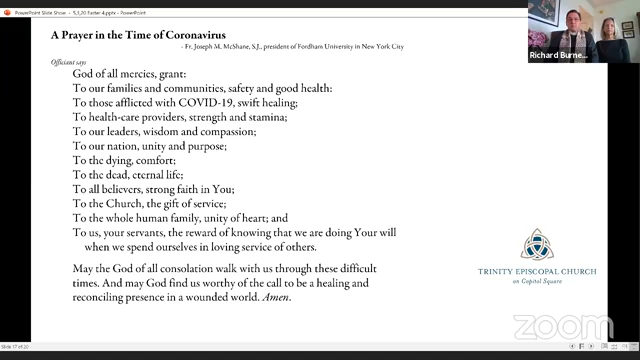 PowerPoint Slide Show - 5.3.20 Easter 4.pptx - PowerPoint
A Prayer in the Time of Coronavirus
- Fr. Joseph M. McShane, S.J., president of Fordham University in New York City
Officiant says
God of all mercies, grant:
To our families and communities, safety and good health:
To those afflicted with COVID-19, swift healing;
To health-care providers, strength and stamina;
To our leaders, wisdom and compassion;
To our nation, unity and purpose;
To the dying, comfort;
To the dead, eternal life;
To all believers, strong faith in You;
To the Church, the gift of service;
To the whole human family, unity of heart; and
To us, your servants, the reward of knowing that we are doing Your will
when we spend ourselves in loving service of others.
May the God of all consolation walk with us through these difficult
times. And may God find us worthy of the call to be a healing and
reconciling presence in a wounded world. Amen.
Richard Burne...
TRINITY EPISCOPAL CHURCH
on Capitol Square
zoom
Slide 17 of 20